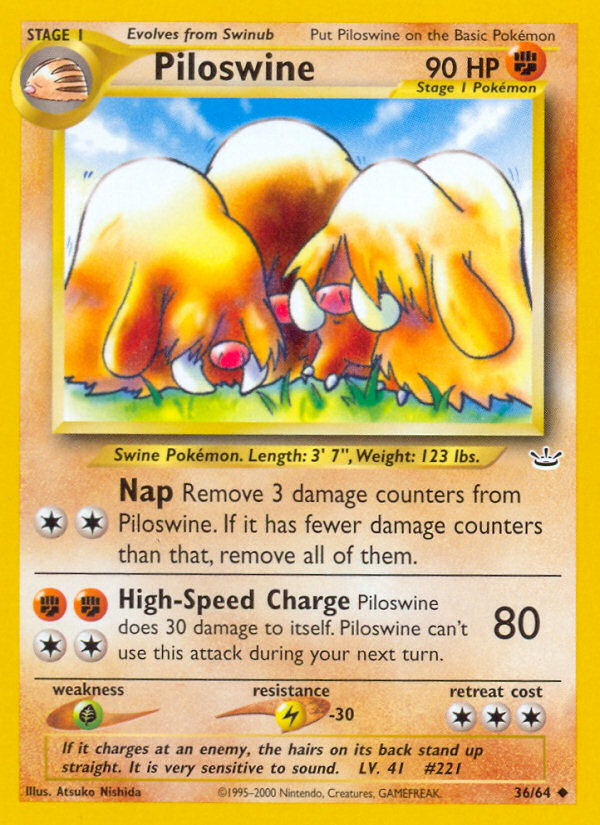 STAGE 1 Evolves from Swinub Put Piloswine on the Basic Pokémon
Piloswine 90 HP
Stage 1 Pokémon
Swine Pokémon. Length: 3' 7", Weight: 123 lbs.
Nap Remove 3 damage counters from
Piloswine. If it has fewer damage counters
than that, remove all of them.
High-Speed Charge Piloswine
does 30 damage to itself. Piloswine can't
use this attack during your next turn.
80
weakness resistance retreat cost
-30
If it charges at an enemy, the hairs on its back stand up
straight. It is very sensitive to sound. LV. 41 #221
Illus. Atsuko Nishida ©1995-2000 Nintendo, Creatures, GAMEFREAK. 36/64